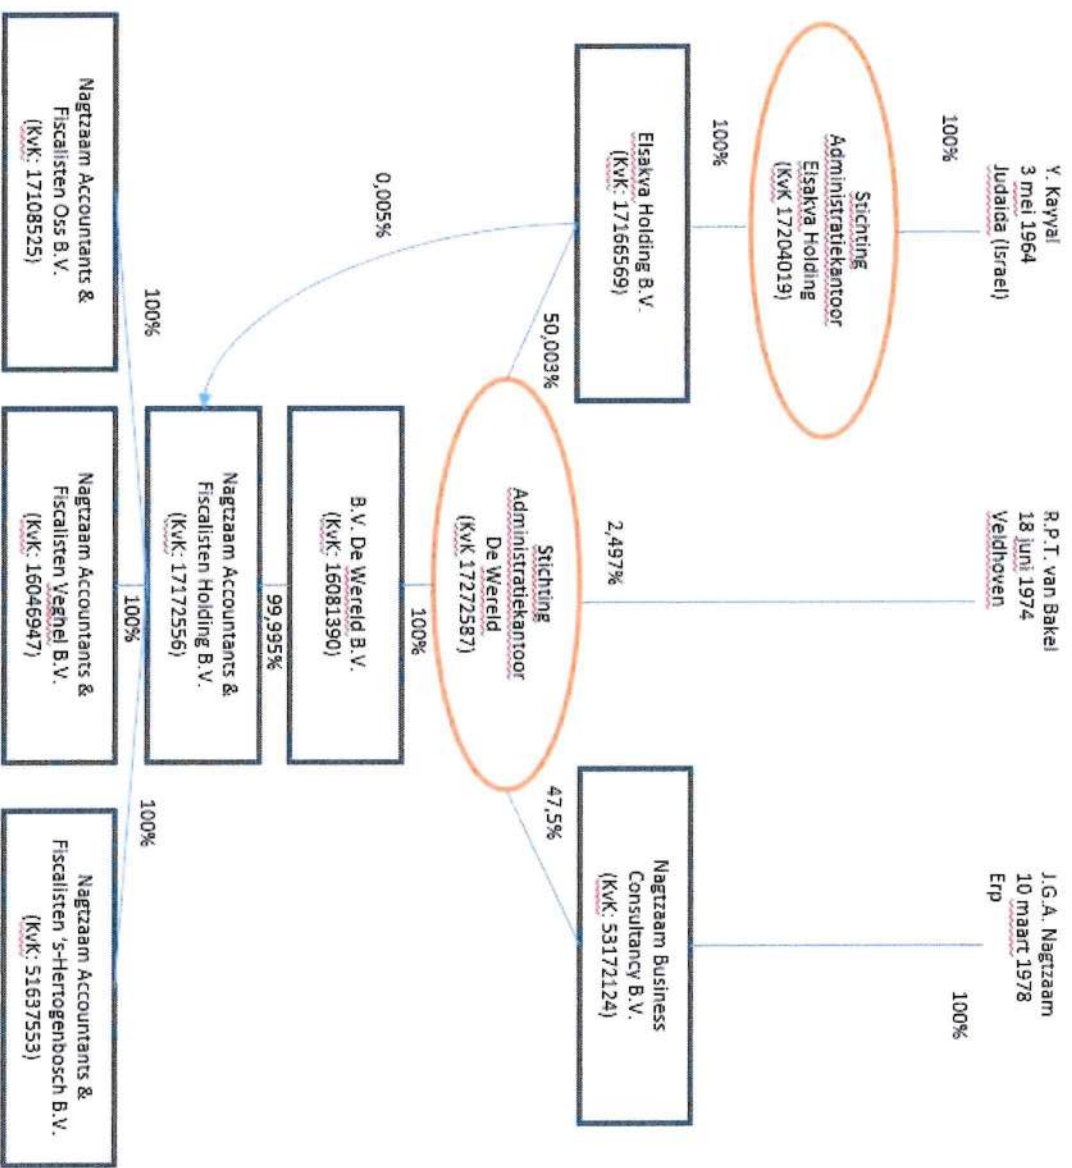 Y. Kayyal
3 mei 1964
Judaida (Israel)
100%
Stichting
Administratiekantoor
Elsakva Holding
(KvK 17204019)
100%
Elsakva Holding B.V.
(KvK: 17166569)
R.P.T. van Bakel
18 juni 1974
Veldhoven
2,497%
J.G.A. Nagtzaam
10 maart 1978
Erp
100%
Nagtzaam Business
Consultancy B.V.
(KvK: 53172124)
50,003%
47,5%
Stichting
Administratiekantoor
De Wereld
(KvK 17272587)
100%
B.V. De Wereld B.V.
(KvK: 16081390)
0,005%
99,995%
Nagtzaam Accountants &
Fiscalisten Holding B.V.
(KvK: 17172556)
100%
100%
100%
Nagtzaam Accountants &
Fiscalisten Oss B.V.
(KvK: 17108525)
Nagtzaam Accountants &
Fiscalisten Veghel B.V.
(KvK: 16046947)
Nagtzaam Accountants &
Fiscalisten 's-Hertogenbosch B.V.
(KvK: 51637553)